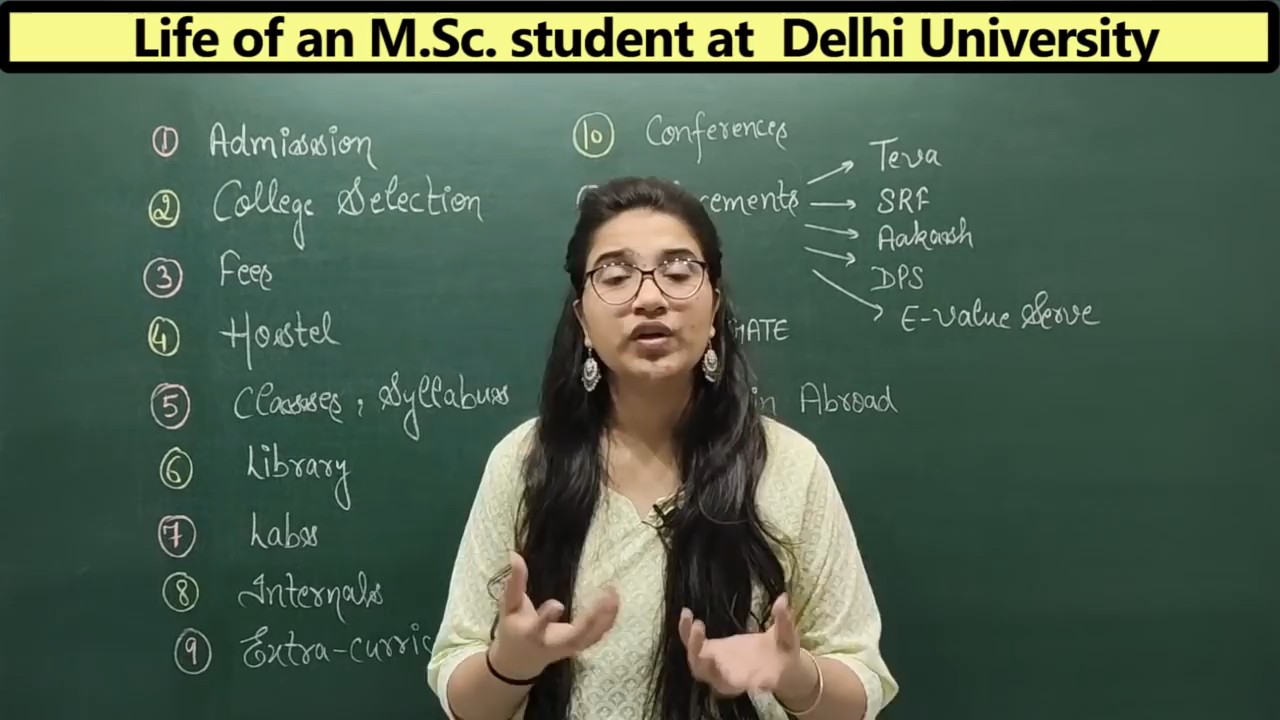 Life of an M.Sc. student at Delhi University
1 Admission
2 College Selection
3 Fees
4 Hostel
5 Classes, Syllabus
6 Library
7 Labs
8 Internals
9 Extra-curric
10 Conferences
cements
Teva
SRF
Aakash
DPS
E-Value Serve
GATE
in Abroad